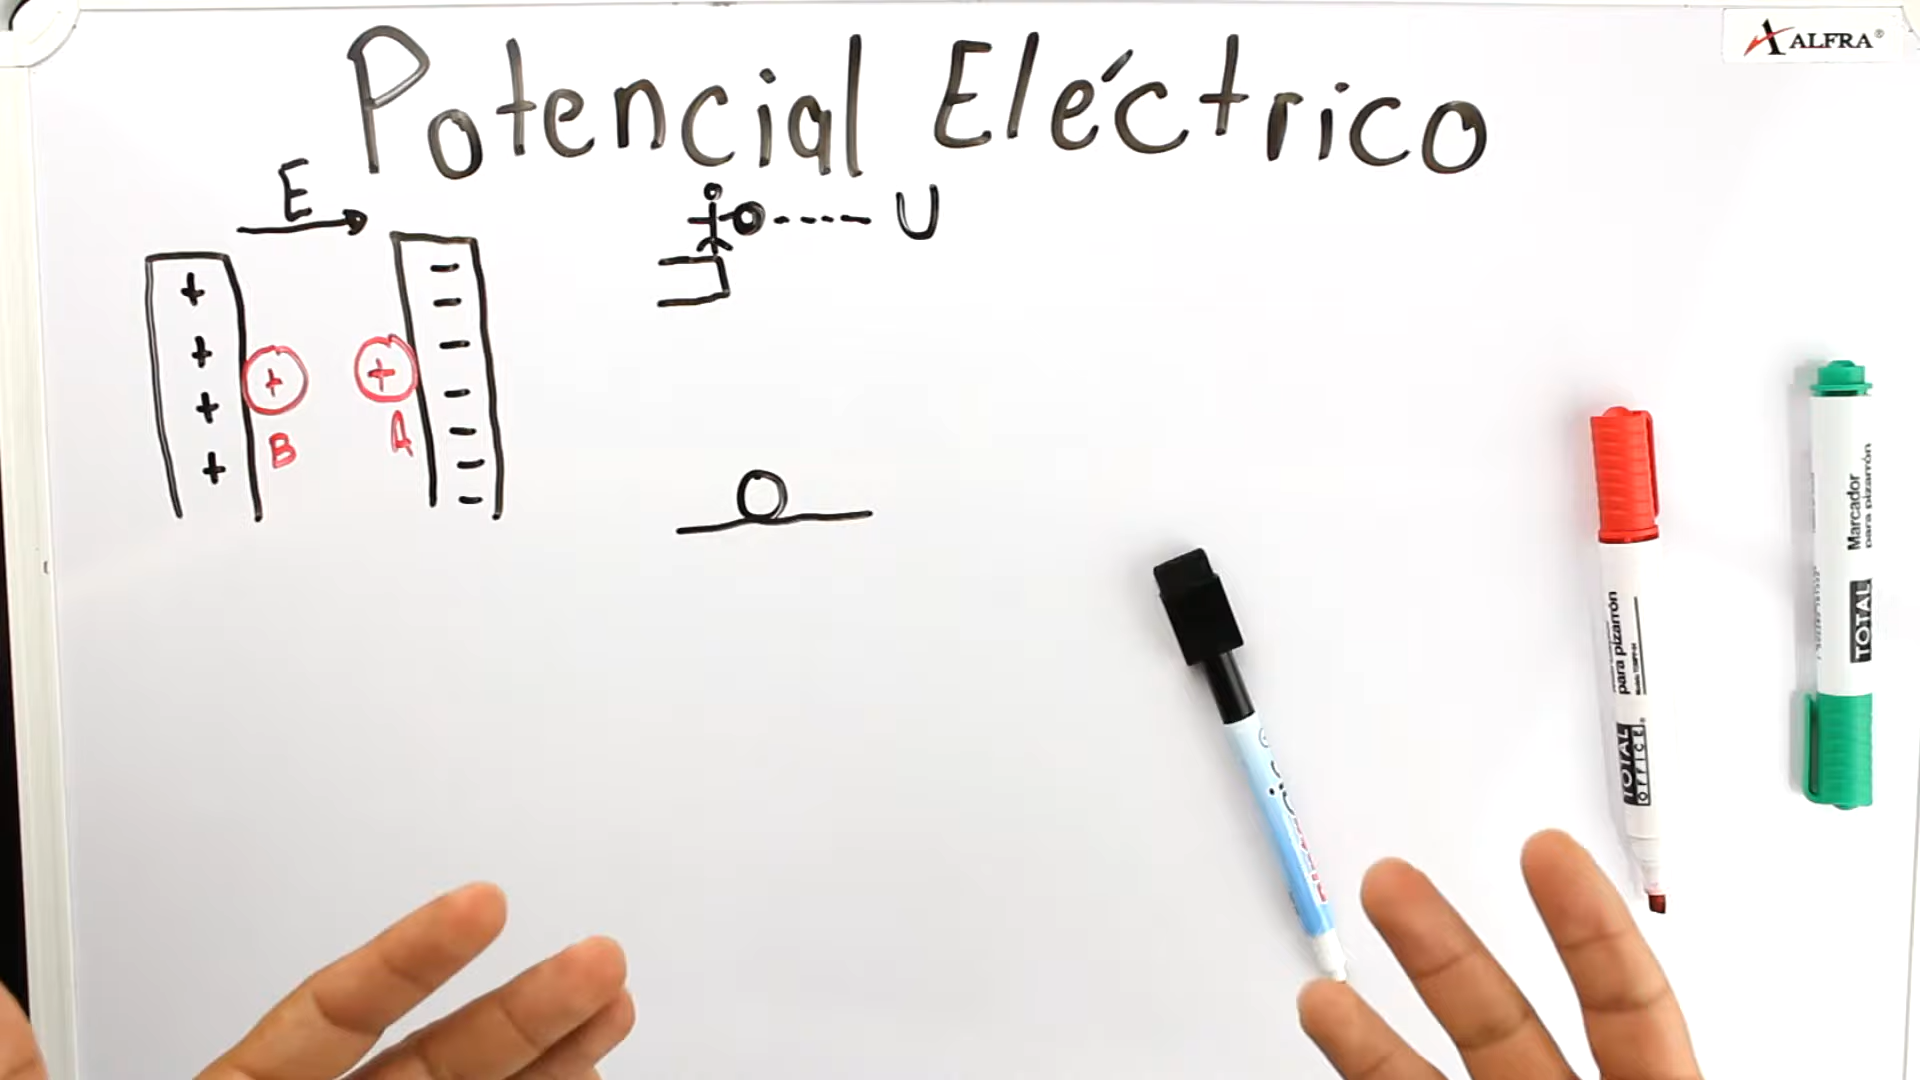 Potencial Eléctrico
ALFRA®
E
U
+
+
+
+
+
B
+
A
-
-
-
-
-
-
-
Marcador
para pizarrón
TOTAL
para pizarrón
TOTAL
OFFICE